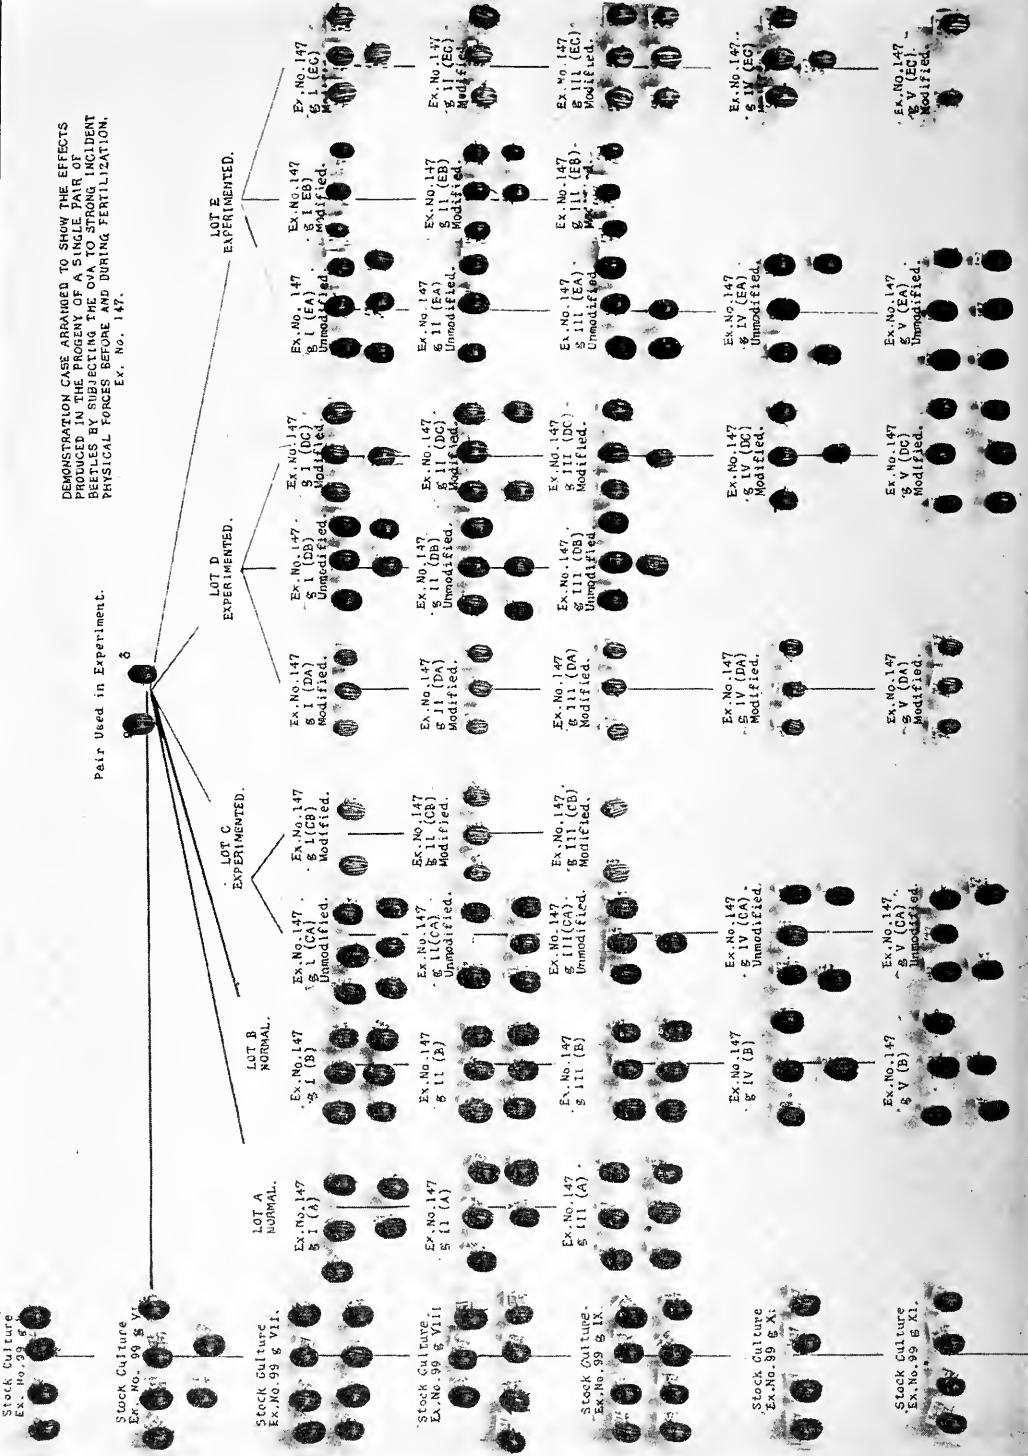 DEMONSTRATION CASE ARRANGED TO SHOW THE EFFECTS
PRODUCED IN THE PROGENY OF A SINGLE PAIR OF
BEETLES BY SUBJECTING THE OVA TO STRONG INCIDENT
PHYSICAL FORCES BEFORE AND DURING FERTILIZATION.
Ex. No. 147.
Pair Used in Experiment.
♀ ♂
Stock Culture
Ex. No. 99 g
Stock Culture
Ex. No. 99 g VI
Stock Culture
Ex. No. 99 g VII.
Stock Culture.
Ex. No. 99 g VIII
Stock Culture.
Ex. No. 99 g IX.
Stock Culture
Ex. No. 99 g X.
Stock Culture
Ex. No. 99 g XI.
LOT A
NORMAL.
Ex. No. 147
g I (A)
Ex. No. 147
g II (A)
Ex. No. 147
g III (A)
LOT B
NORMAL.
Ex. No. 147
g I (B)
Ex. No. 147
g II (B)
Ex. No. 147
g III (B)
Ex. No. 147
g IV (B)
Ex. No. 147
g V (B)
LOT C
EXPERIMENTED.
Ex. No. 147
g I (CA)
Unmodified.
Ex. No. 147
g II (CA)
Unmodified.
Ex. No. 147
g III (CA)
Unmodified.
Ex. No. 147
g IV (CA)
Unmodified.
Ex. No. 147
g V (CA)
Unmodified.
Ex. No. 147
g I (CB)
Modified.
Ex. No. 147
g II (CB)
Modified.
Ex. No. 147
g III (CB)
Modified.
LOT D
EXPERIMENTED.
Ex. No. 147
g I (DA)
Modified.
Ex. No. 147
g II (DA)
Modified.
Ex. No. 147
g III (DA)
Modified.
Ex. No. 147
g IV (DA)
Modified.
Ex. No. 147
g V (DA)
Modified.
Ex. No. 147
g I (DB)
Unmodified.
Ex. No. 147
g II (DB)
Unmodified.
Ex. No. 147
g III (DB)
Unmodified.
Ex. No. 147
g I (DC)
Modified.
Ex. No. 147
g II (DC)
Modified.
Ex. No. 147
g III (DC)
Modified.
Ex. No. 147
g IV (DC)
Modified.
Ex. No. 147
g V (DC)
Modified.
LOT E
EXPERIMENTED.
Ex. No. 147
g I (EA)
Unmodified.
Ex. No. 147
g II (EA)
Unmodified.
Ex. No. 147
g III (EA)
Unmodified.
Ex. No. 147
g IV (EA)
Unmodified.
Ex. No. 147
g V (EA)
Unmodified.
Ex. No. 147
g I EB)
Modified.
Ex. No. 147
g II (EB)
Modified.
Ex. No. 147
g III (EB)
Ex. No. 147
g I (EC)
Ex. No. 147
g II (EC)
Modified.
Ex. No. 147
g III (EC)
Modified.
Ex. No. 147
g IV (EC)
Ex. No. 147
g V (EC)
Modified.